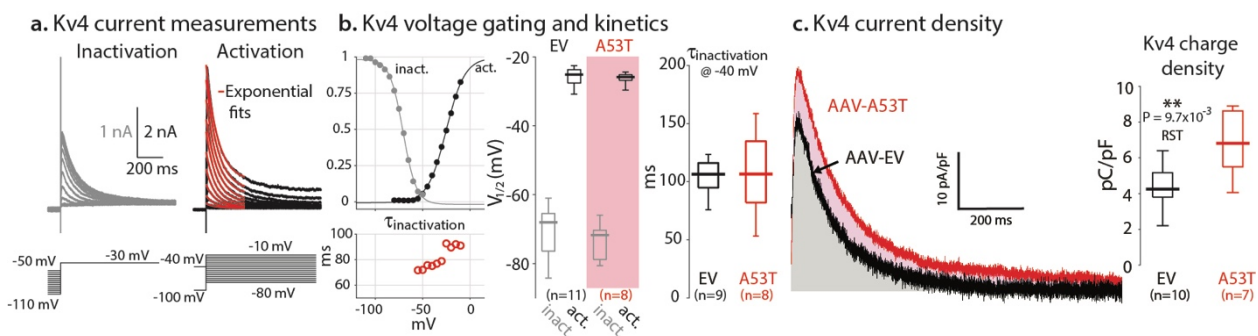 a. Kv4 current measurements
Inactivation
Activation
-Exponential
fits
1 nA
2 nA
200 ms
-50 mV
-30 mV
-110 mV
-10 mV
-40 mV
-100 mV
-80 mV
b. Kv4 voltage gating and kinetics
1
0.75
0.5
0.25
0
inact.
act.
τinactivation
ms
100
80
60
-100
-50
0
mV
EV
A53T
V1/2 (mV)
-20
-40
-60
-80
(n=11)
(n=8)
inact.
act.
inact.
act.
τinactivation
@ -40 mV
ms
200
150
100
50
0
EV
A53T
(n=9)
(n=8)
c. Kv4 current density
AAV-A53T
AAV-EV
10 pA/pF
200 ms
Kv4 charge
density
pC/pF
10
8
6
4
2
0
**
P = 9.7x10-3
RST
EV
A53T
(n=10)
(n=7)